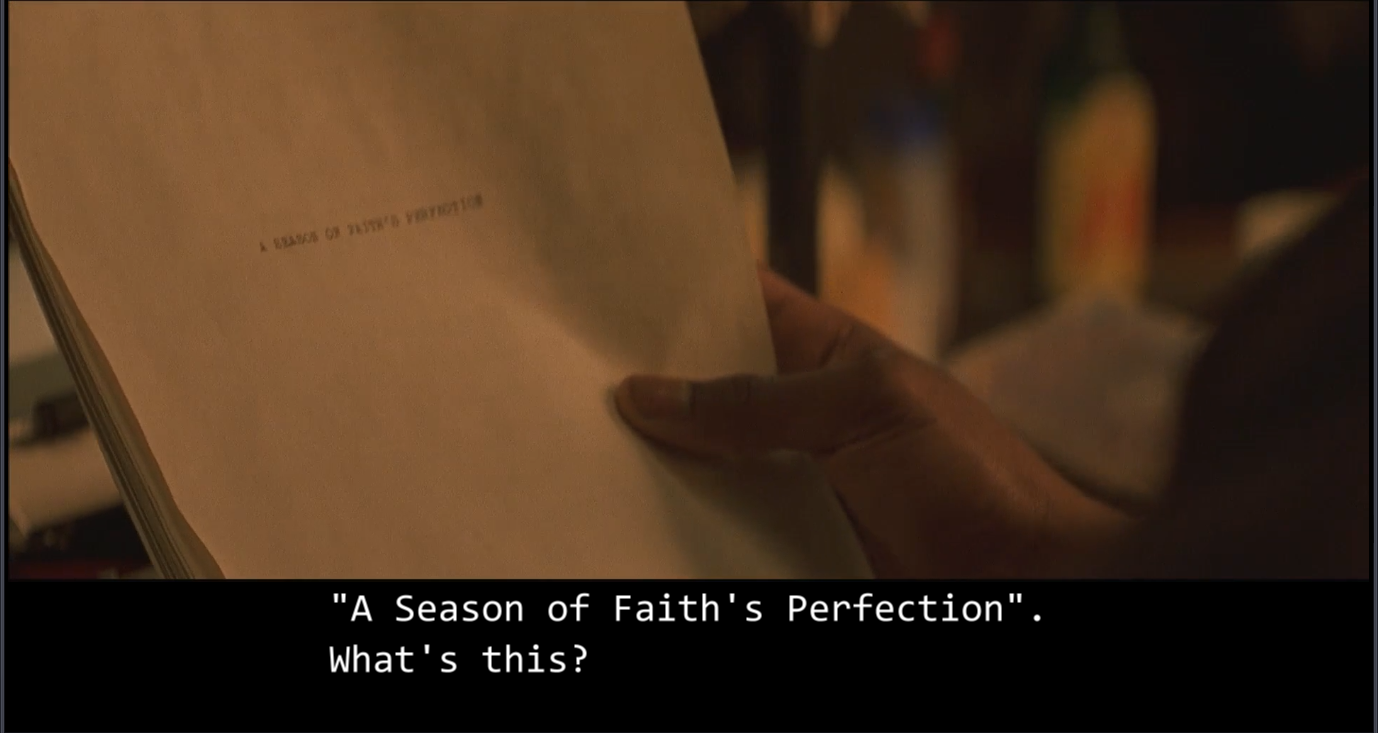 A SEASON OF FAITH'S PERFECTION
"A Season of Faith's Perfection".
What's this?